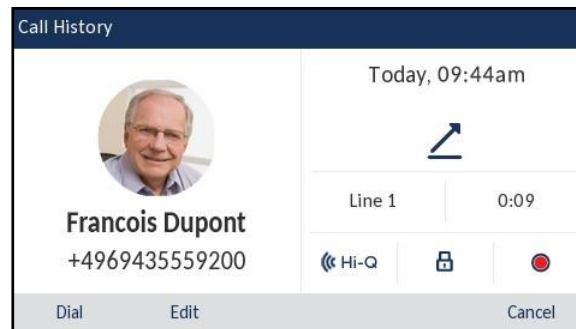 Call History
Francois Dupont
+4969435559200
Today, 09:44am
Line 1
0:09
Hi-Q
Dial
Edit
Cancel